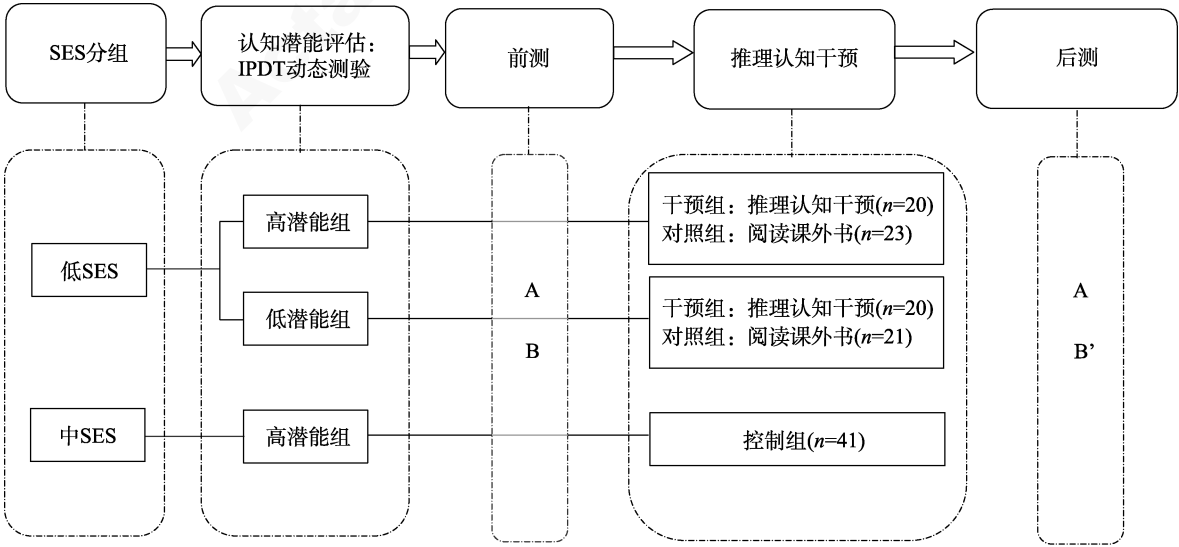 SES分组
认知潜能评估：
IPDT动态测验
前测
推理认知干预
后测
低SES
高潜能组
低潜能组
中SES
高潜能组
A
B
干预组：推理认知干预(n=20)
对照组：阅读课外书(n=23)
干预组：推理认知干预(n=20)
对照组：阅读课外书(n=21)
控制组(n=41)
A
B’